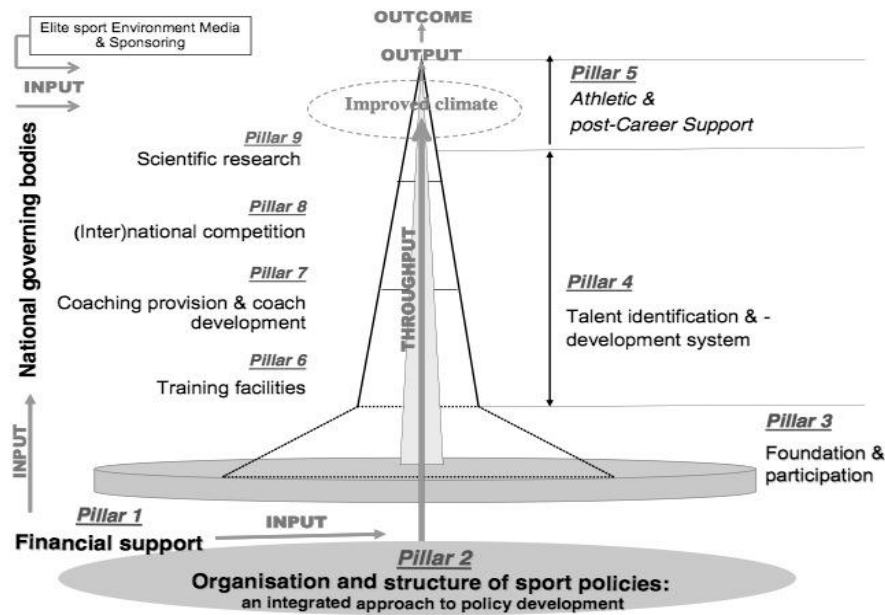 OUTCOME
Elite sport Environment Media
& Sponsoring
OUTPUT
INPUT
Improved climate
Pillar 5
Athletic &
post-Career Support
Pillar 9
Scientific research
Pillar 8
(Inter)national competition
Pillar 7
Coaching provision & coach
development
Pillar 6
Training facilities
National governing bodies
THROUGHPUT
Pillar 4
Talent identification & -
development system
Pillar 3
Foundation &
participation
INPUT
Pillar 1
Financial support
INPUT
Pillar 2
Organisation and structure of sport policies:
an integrated approach to policy development